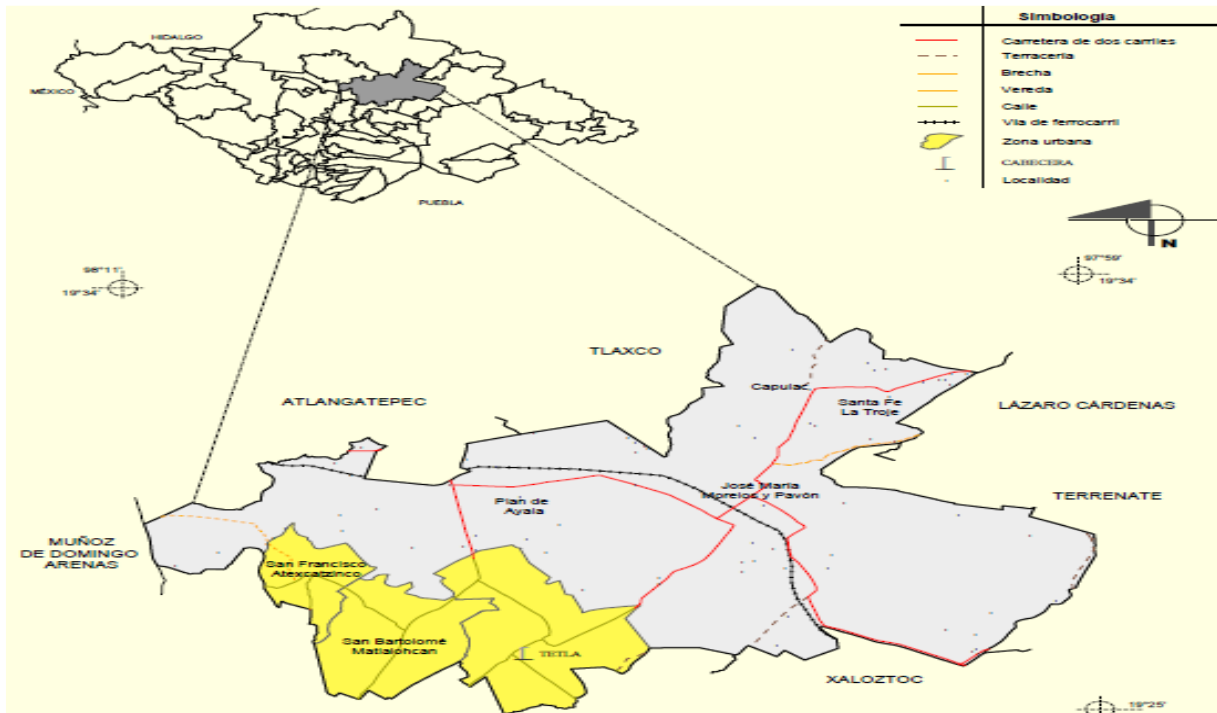 Simbología
Carretera de dos carriles
Terracería
Brecha
Vereda
Calle
Vía de ferrocarril
Zona urbana
CABECERA
Localidad
HIDALGO
MÉXICO
PUEBLA
N
98°11'
19°34'
97°59'
19°34'
TLAXCO
ATLANGATEPEC
Capulac
Santa Fe
La Troje
LÁZARO CÁRDENAS
José María
Morelos y Pavón
TERRENATE
Plan de
Ayala
MUÑOZ
DE DOMINGO
ARENAS
San Francisco
Atexcatzinco
San Bartolomé
Matlalohcan
TETLA
XALOZTOC
19°25'